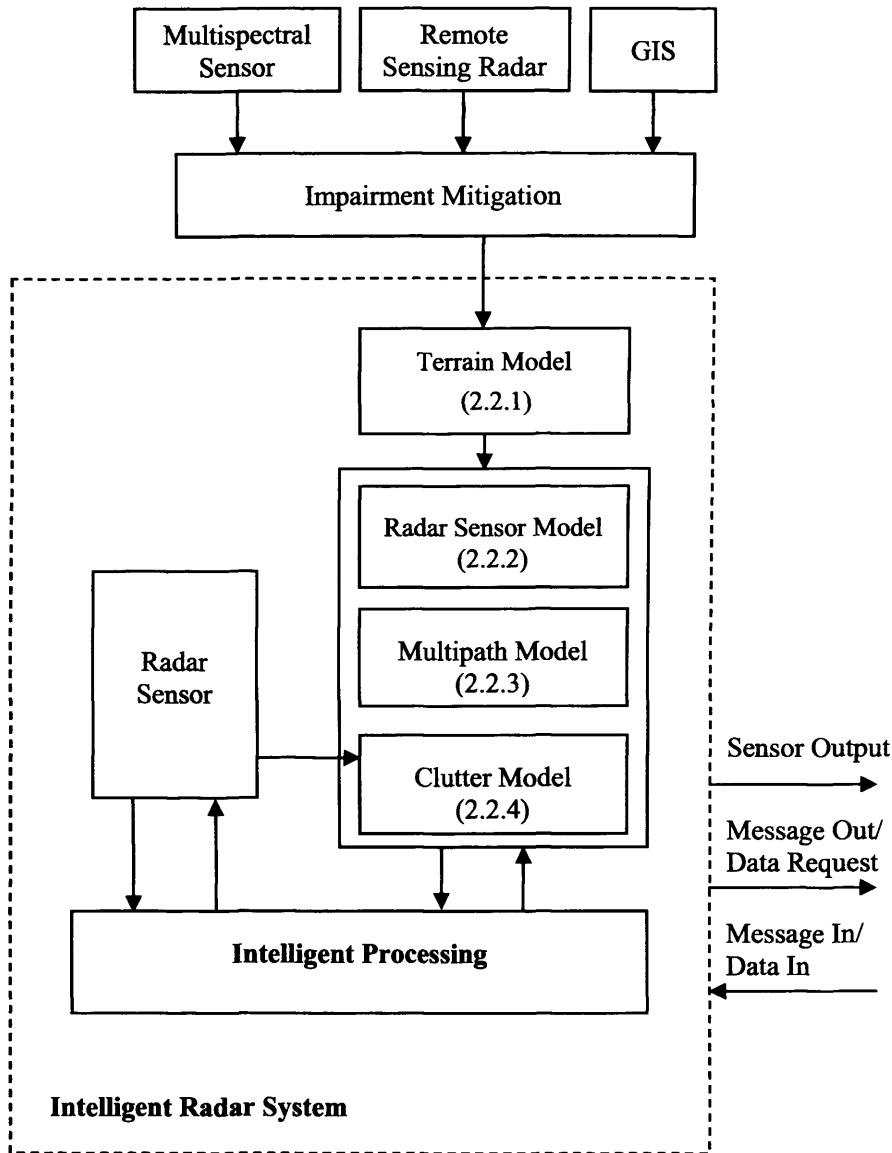 Multispectral
Sensor
Remote
Sensing Radar
GIS
Impairment Mitigation
Terrain Model
(2.2.1)
Radar Sensor Model
(2.2.2)
Multipath Model
(2.2.3)
Radar
Sensor
Clutter Model
(2.2.4)
Sensor Output
Message Out/
Data Request
Message In/
Data In
Intelligent Processing
Intelligent Radar System